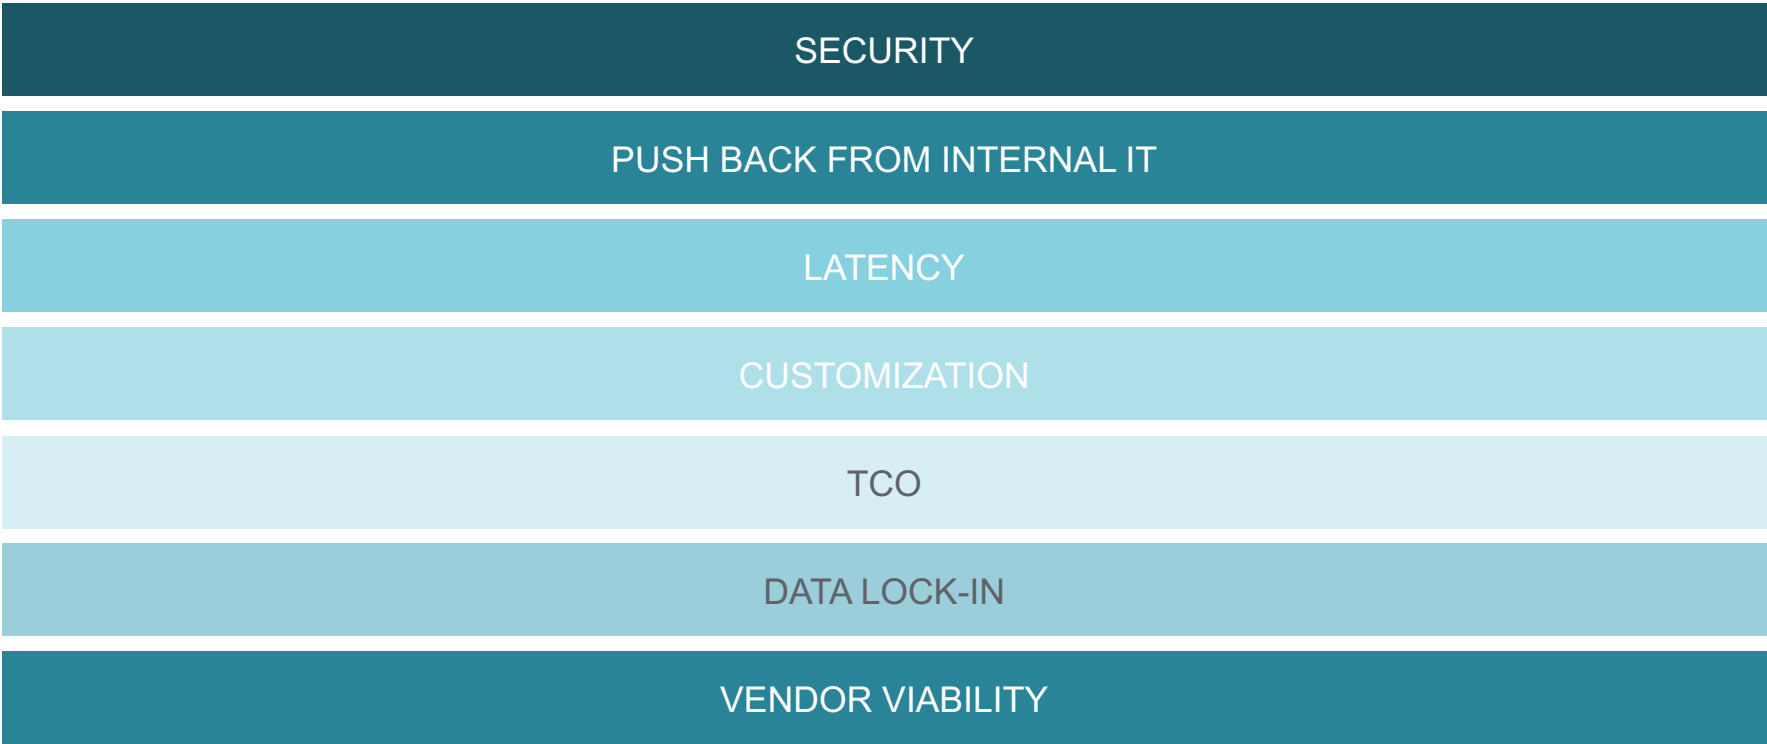 SECURITY
PUSH BACK FROM INTERNAL IT
LATENCY
CUSTOMIZATION
TCO
DATA LOCK-IN
VENDOR VIABILITY